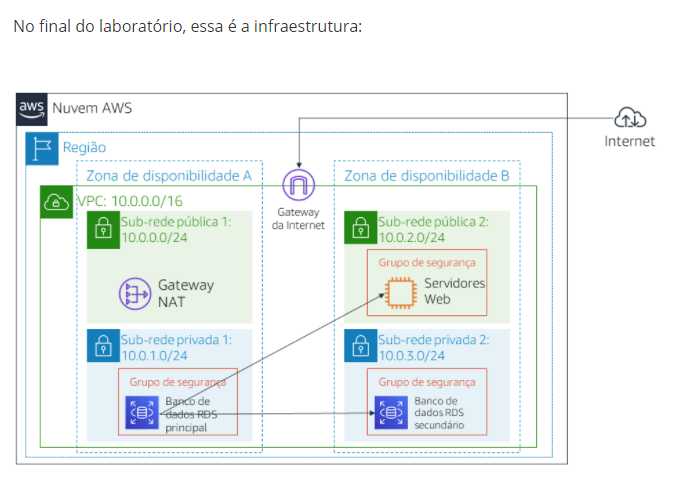 No final do laboratório, essa é a infraestrutura:
aws
Nuvem AWS
Internet
Região
Zona de disponibilidade A
Zona de disponibilidade B
Gateway
da Internet
VPC: 10.0.0.0/16
Sub-rede pública 1:
10.0.0.0/24
Gateway
NAT
Sub-rede pública 2:
10.0.2.0/24
Grupo de segurança
Servidores
Web
Sub-rede privada 1:
10.0.1.0/24
Grupo de segurança
Banco de
dados RDS
principal
Sub-rede privada 2:
10.0.3.0/24
Grupo de segurança
Banco de
dados RDS
secundário